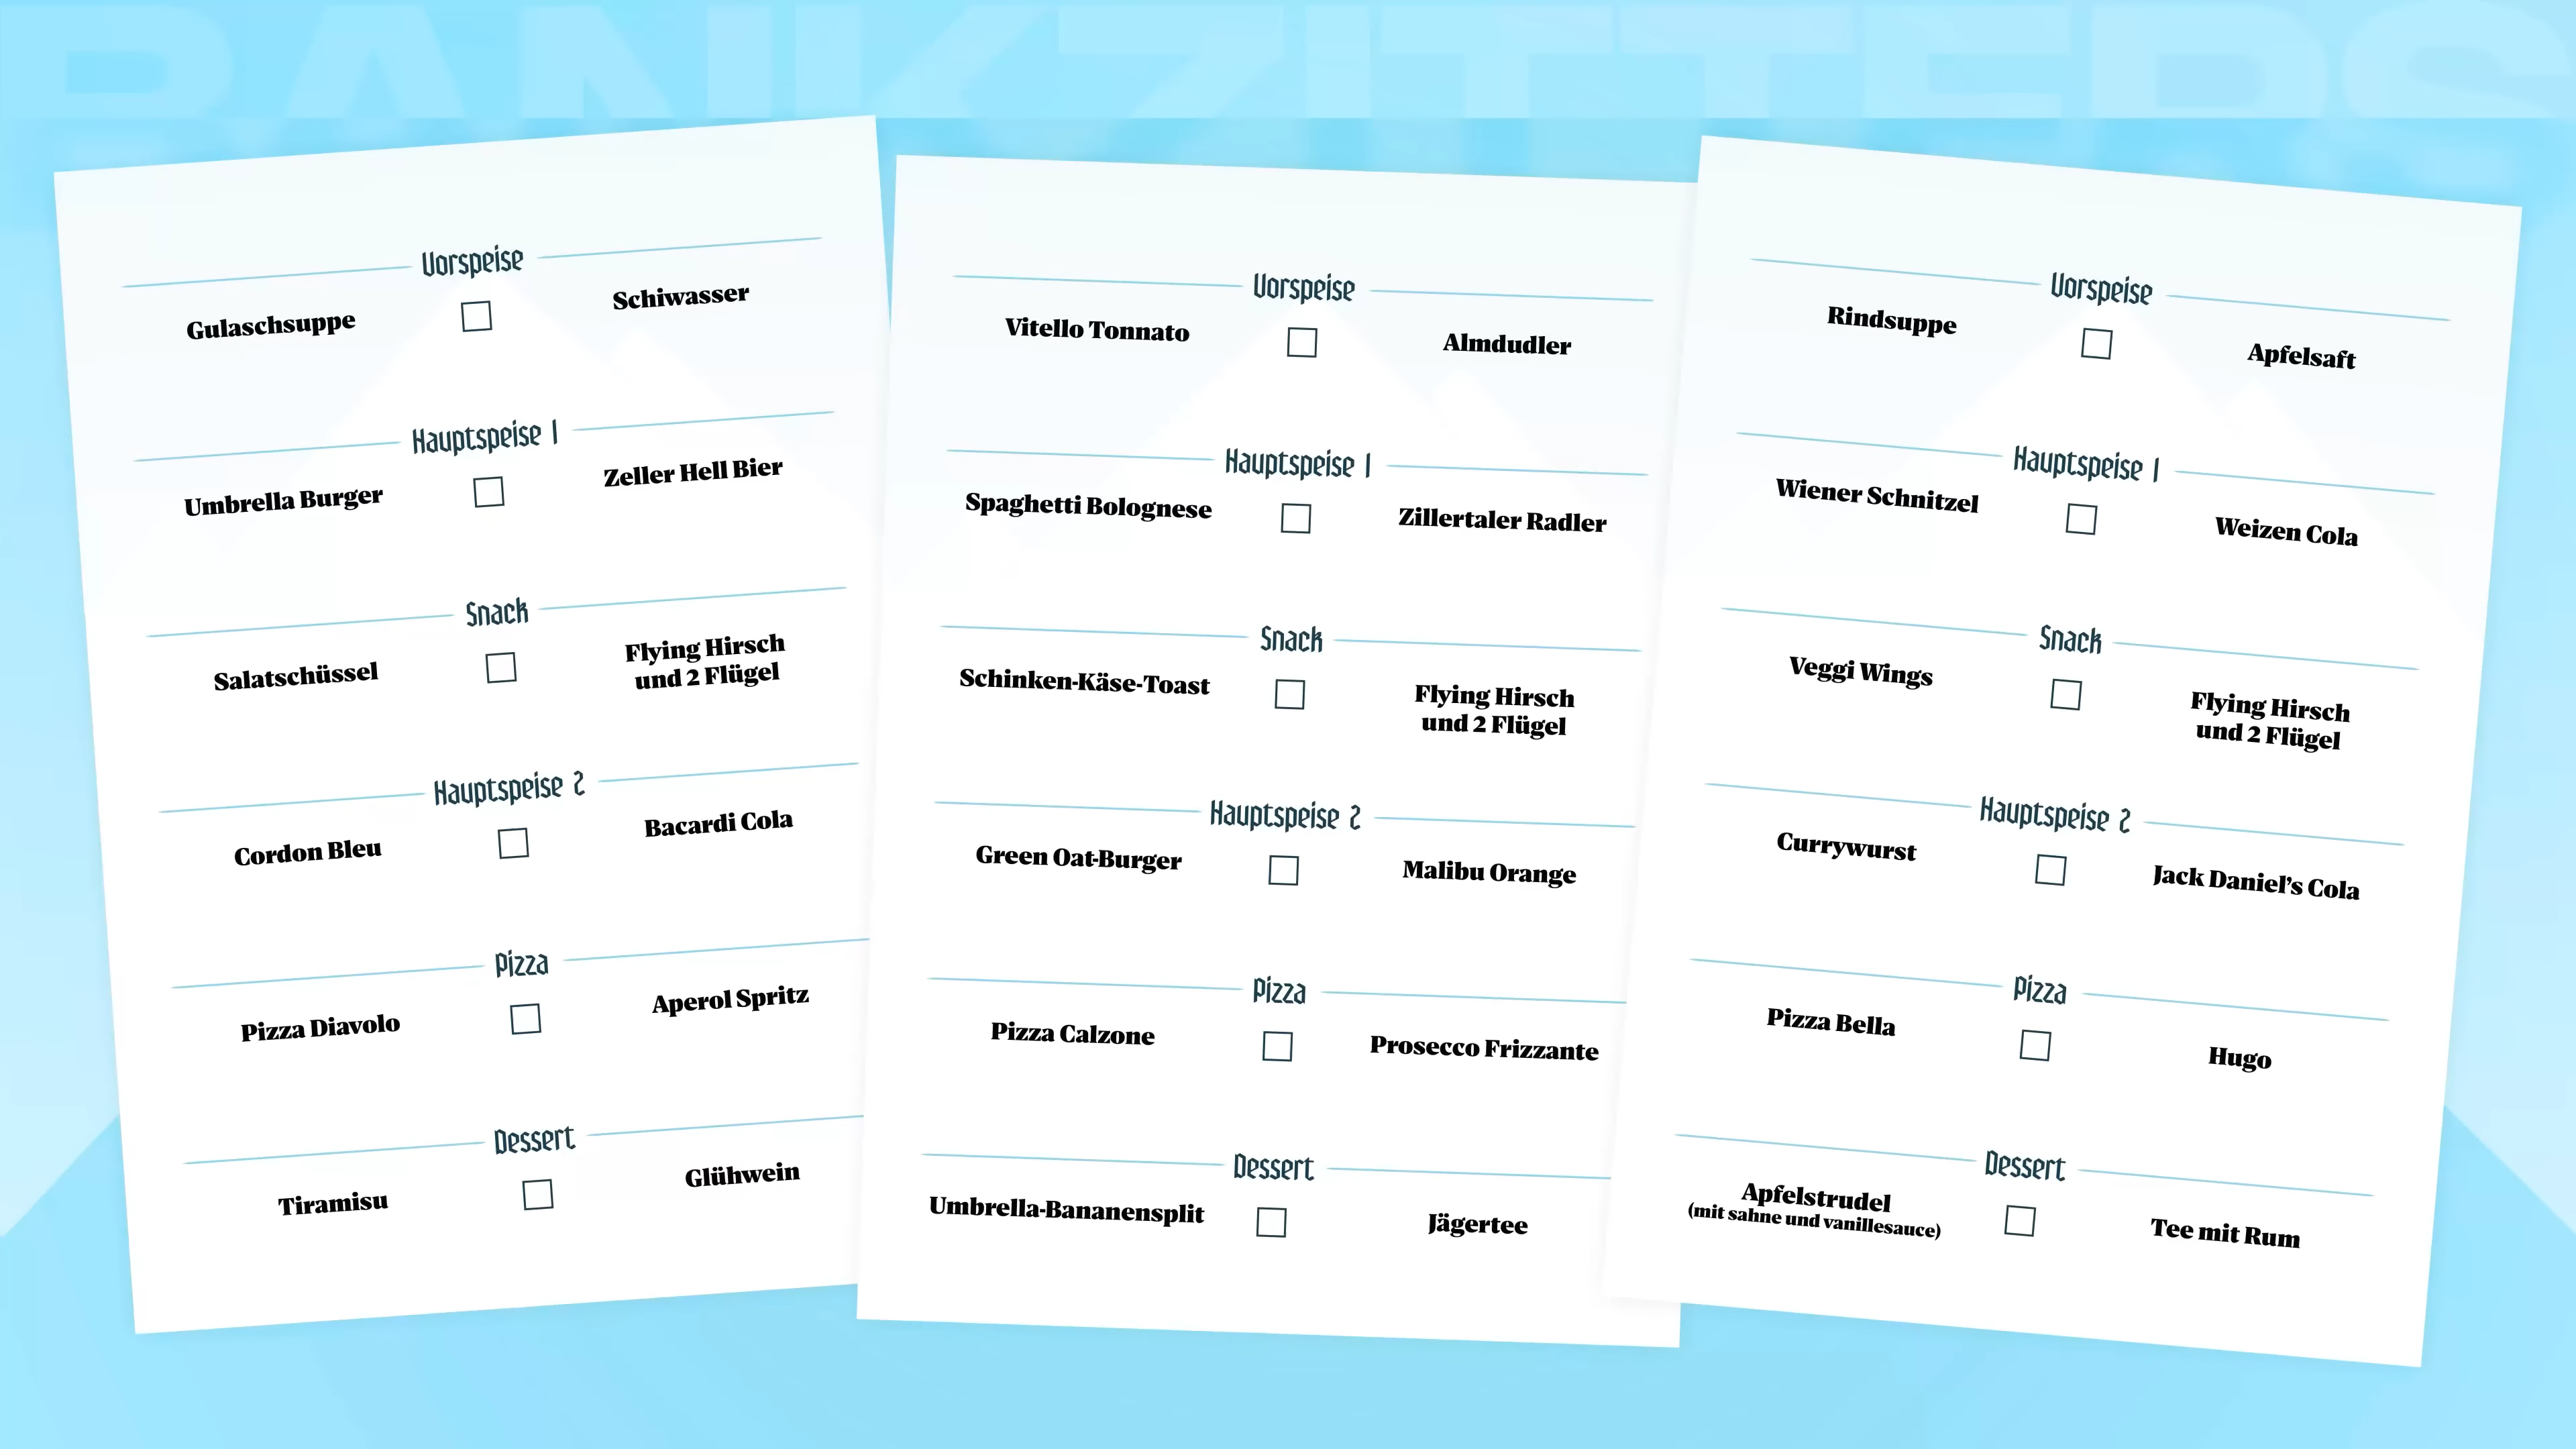 BANKZITTERS
Vorspeise
Gulaschsuppe
Schiwasser
Hauptspeise 1
Umbrella Burger
Zeller Hell Bier
Snack
Salatschüssel
Flying Hirsch
und 2 Flügel
Hauptspeise 2
Cordon Bleu
Bacardi Cola
Pizza
Pizza Diavolo
Aperol Spritz
Dessert
Tiramisu
Glühwein
Vorspeise
Vitello Tonnato
Almdudler
Hauptspeise 1
Spaghetti Bolognese
Zillertaler Radler
Snack
Schinken-Käse-Toast
Flying Hirsch
und 2 Flügel
Hauptspeise 2
Green Oat-Burger
Malibu Orange
Pizza
Pizza Calzone
Prosecco Frizzante
Dessert
Umbrella-Bananensplit
Jägertee
Vorspeise
Rindsuppe
Apfelsaft
Hauptspeise 1
Wiener Schnitzel
Weizen Cola
Snack
Veggi Wings
Flying Hirsch
und 2 Flügel
Hauptspeise 2
Currywurst
Jack Daniel's Cola
Pizza
Pizza Bella
Hugo
Dessert
Apfelstrudel
(mit sahne und vanillesauce)
Tee mit Rum